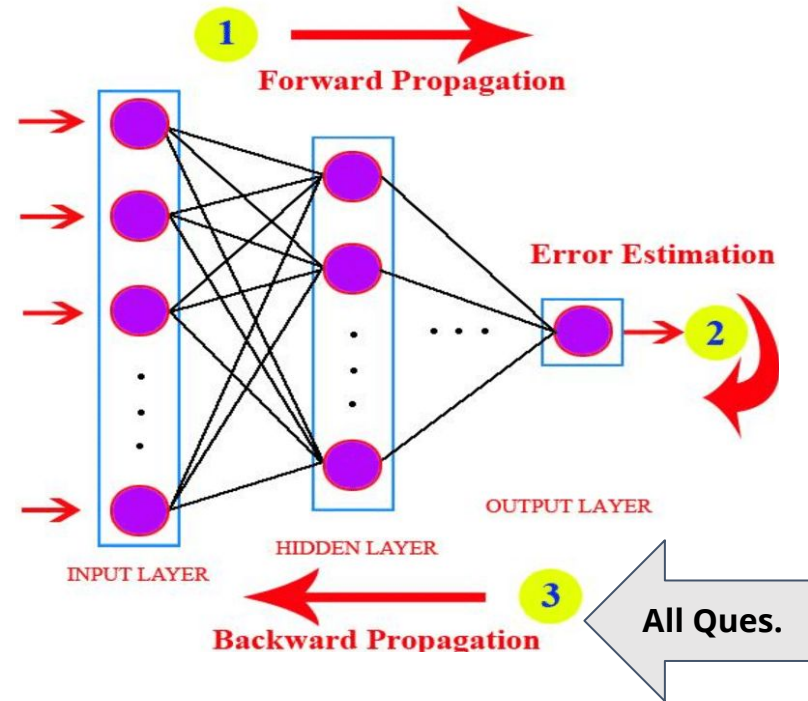 1
Forward Propagation
Error Estimation
2
OUTPUT LAYER
HIDDEN LAYER
INPUT LAYER
3
All Ques.
Backward Propagation